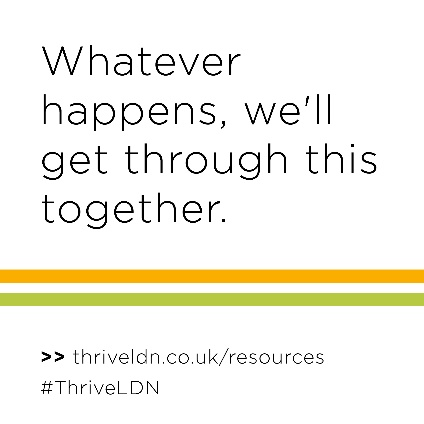 Whatever
happens, we'll
get through this
together.
>> thriveldn.co.uk/resources
#ThriveLDN